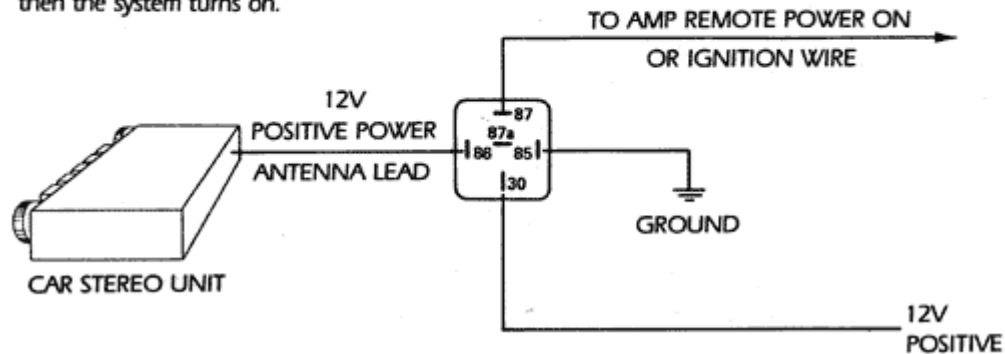 then the system turns on.
TO AMP REMOTE POWER ON
OR IGNITION WIRE
12V
POSITIVE POWER
ANTENNA LEAD
87
87a
86
85
30
GROUND
CAR STEREO UNIT
12V
POSITIVE